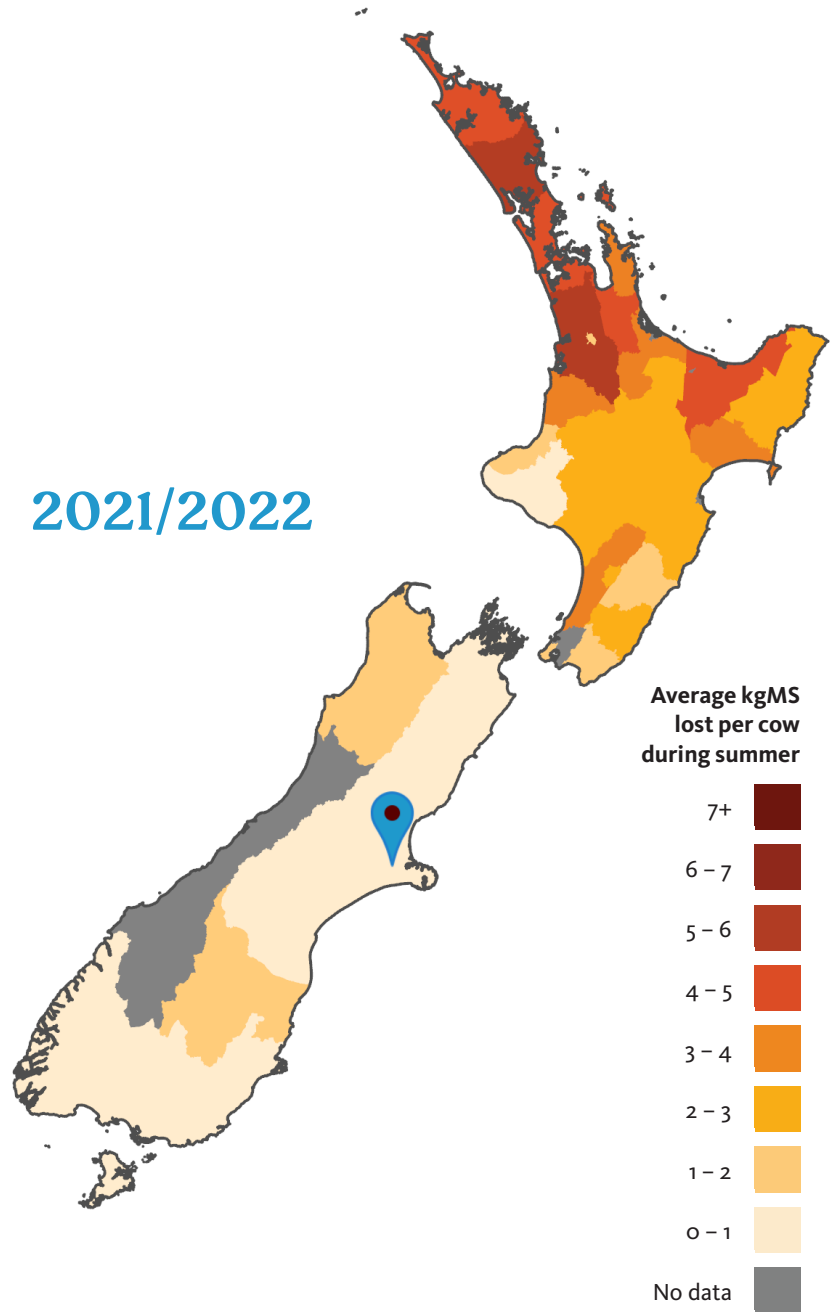 2021/2022
Average kgMS
lost per cow
during summer
7+
6 – 7
5 – 6
4 – 5
3 – 4
2 – 3
1 – 2
0 – 1
No data